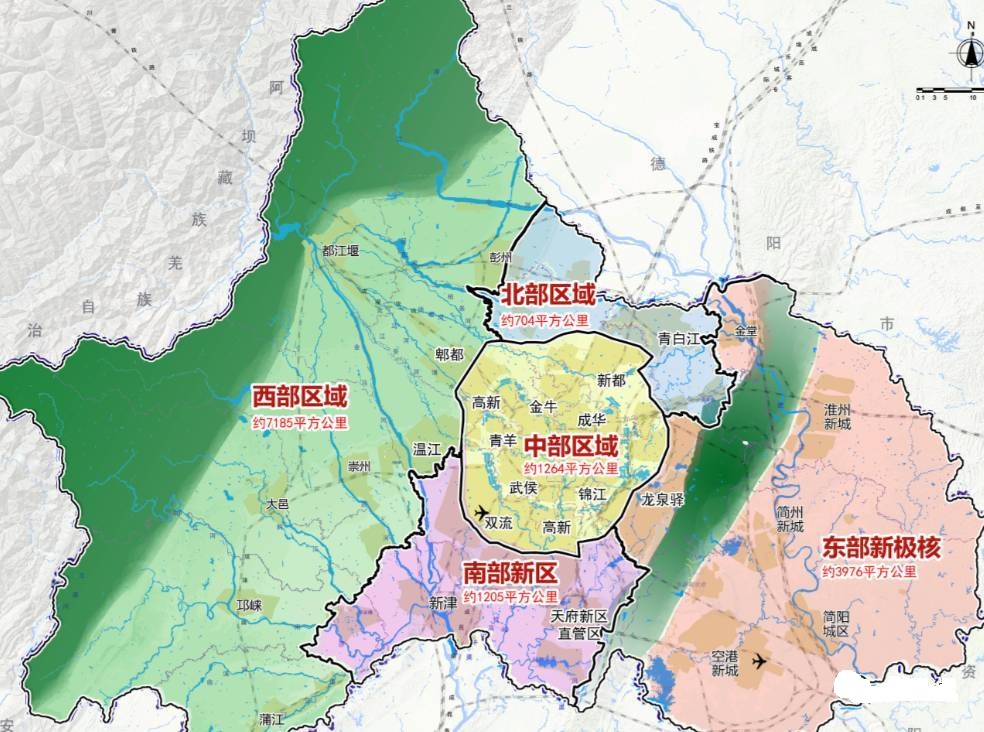 N
0 1 3 5 10
阿
坝
藏
族
羌
族
自
治
德
阳
市
资
安
都江堰
彭州
北部区域
约704平方公里
青白江
金堂
郫都
新都
西部区域
约7185平方公里
高新
金牛
成华
淮州
新城
青羊
中部区域
约1264平方公里
温江
崇州
武侯
锦江
龙泉驿
大邑
双流
高新
简州
新城
东部新极核
约3976平方公里
南部新区
约1205平方公里
新津
邛崃
天府新区
直管区
简阳
城区
空港
新城
蒲江